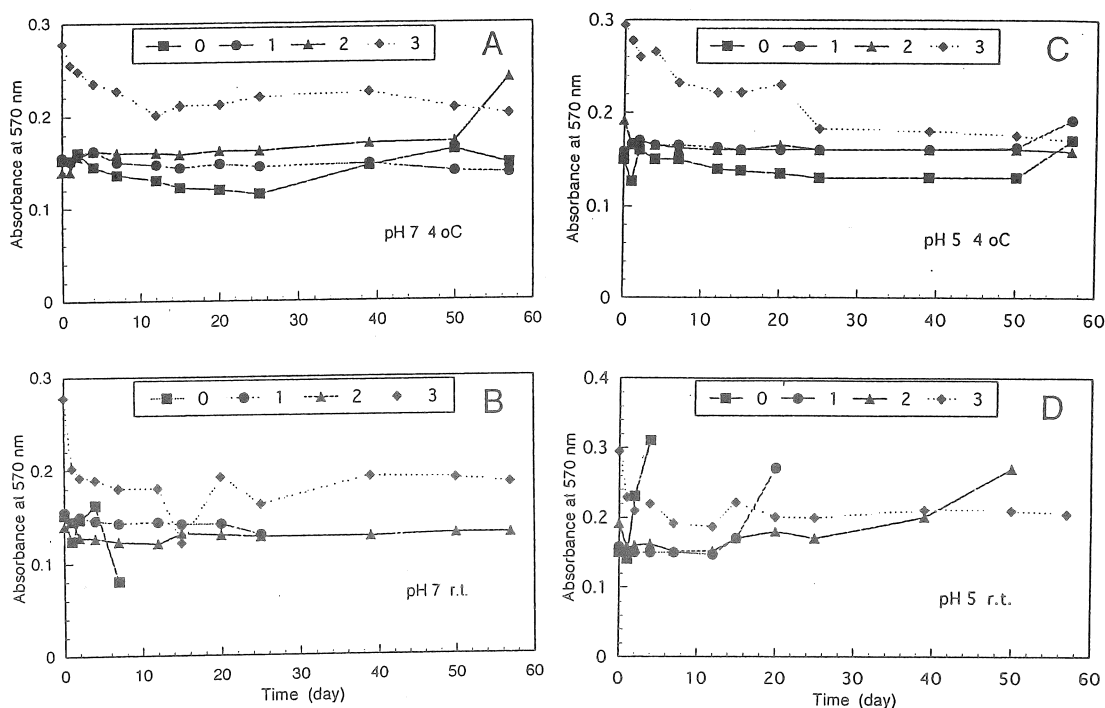 0.3
0.2
0.1
0
Absorbance at 570 nm
0 1 2 3
A
pH 7 4 oC
0 10 20 30 40 50 60
0.3
0.2
0.1
0
Absorbance at 570 nm
0 1 2 3
C
pH 5 4 oC
0 10 20 30 40 50 60
0.3
0.2
0.1
0
Absorbance at 570 nm
0 1 2 3
B
pH 7 r.t.
0 10 20 30 40 50 60
Time (day)
0.4
0.3
0.2
0.1
0
Absorbance at 570 nm
0 1 2 3
D
pH 5 r.t.
0 10 20 30 40 50 60
Time (day)